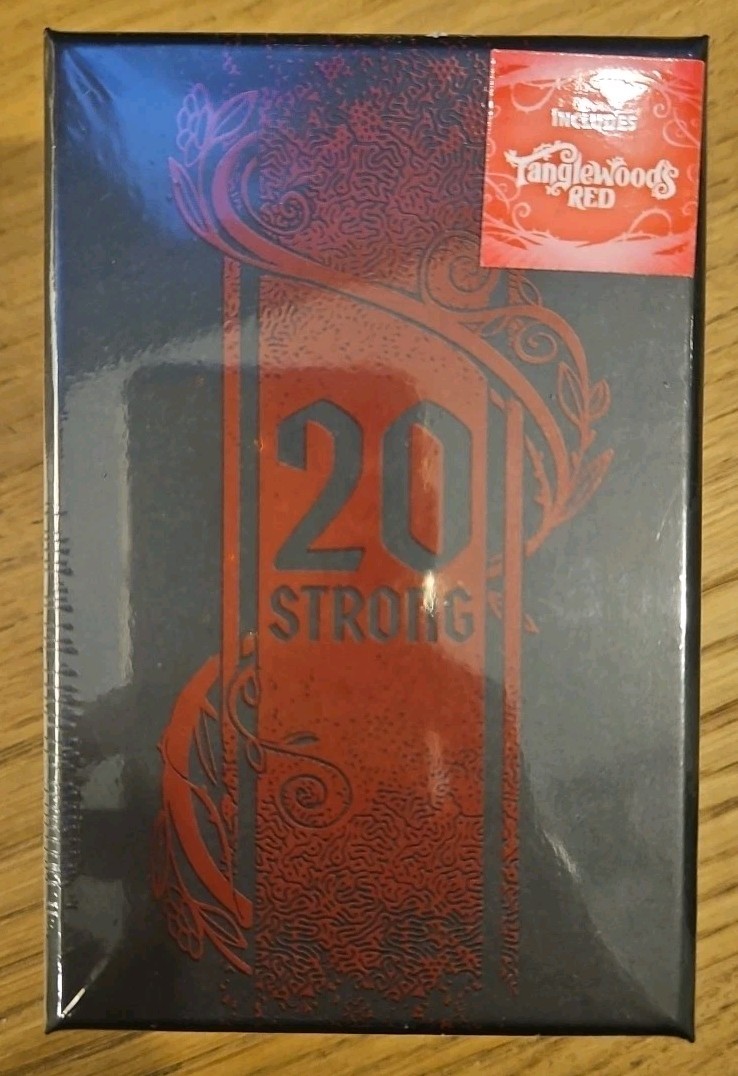 INCLUDES
Tanglewoods
RED
20
STRONG